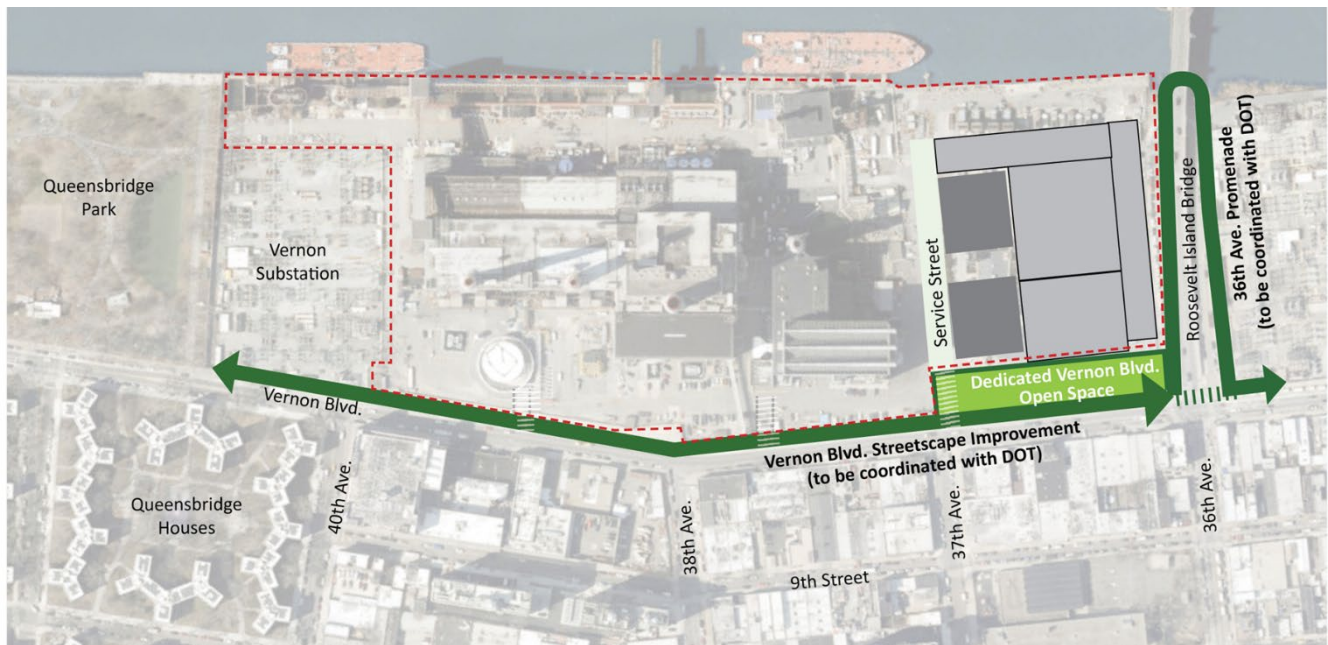 Queensbridge
Park
Vernon
Substation
Service Street
Roosevelt Island Bridge
36th Ave. Promenade
(to be coordinated with DOT)
Dedicated Vernon Blvd.
Open Space
Vernon Blvd.
Vernon Blvd. Streetscape Improvement
(to be coordinated with DOT)
Queensbridge
Houses
40th Ave.
38th Ave.
37th Ave.
36th Ave.
9th Street